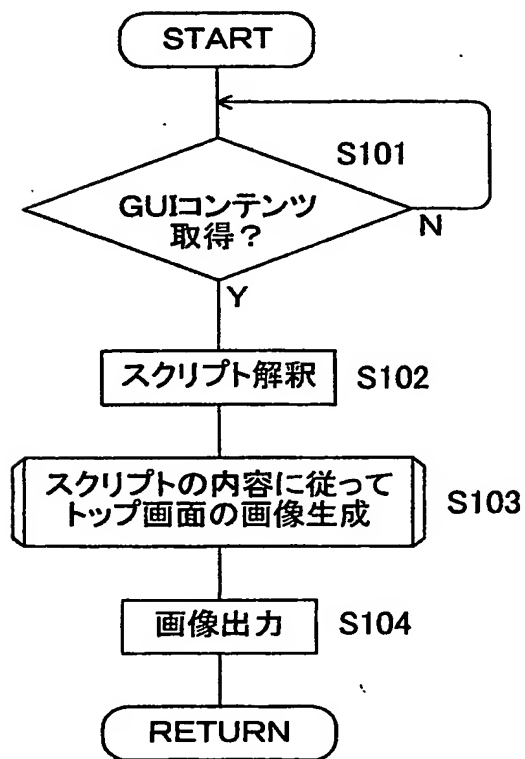 START
S101
GUIコンテンツ
取得？
N
Y
スクリプト解釈
S102
スクリプトの内容に従って
トップ画面の画像生成
S103
画像出力
S104
RETURN